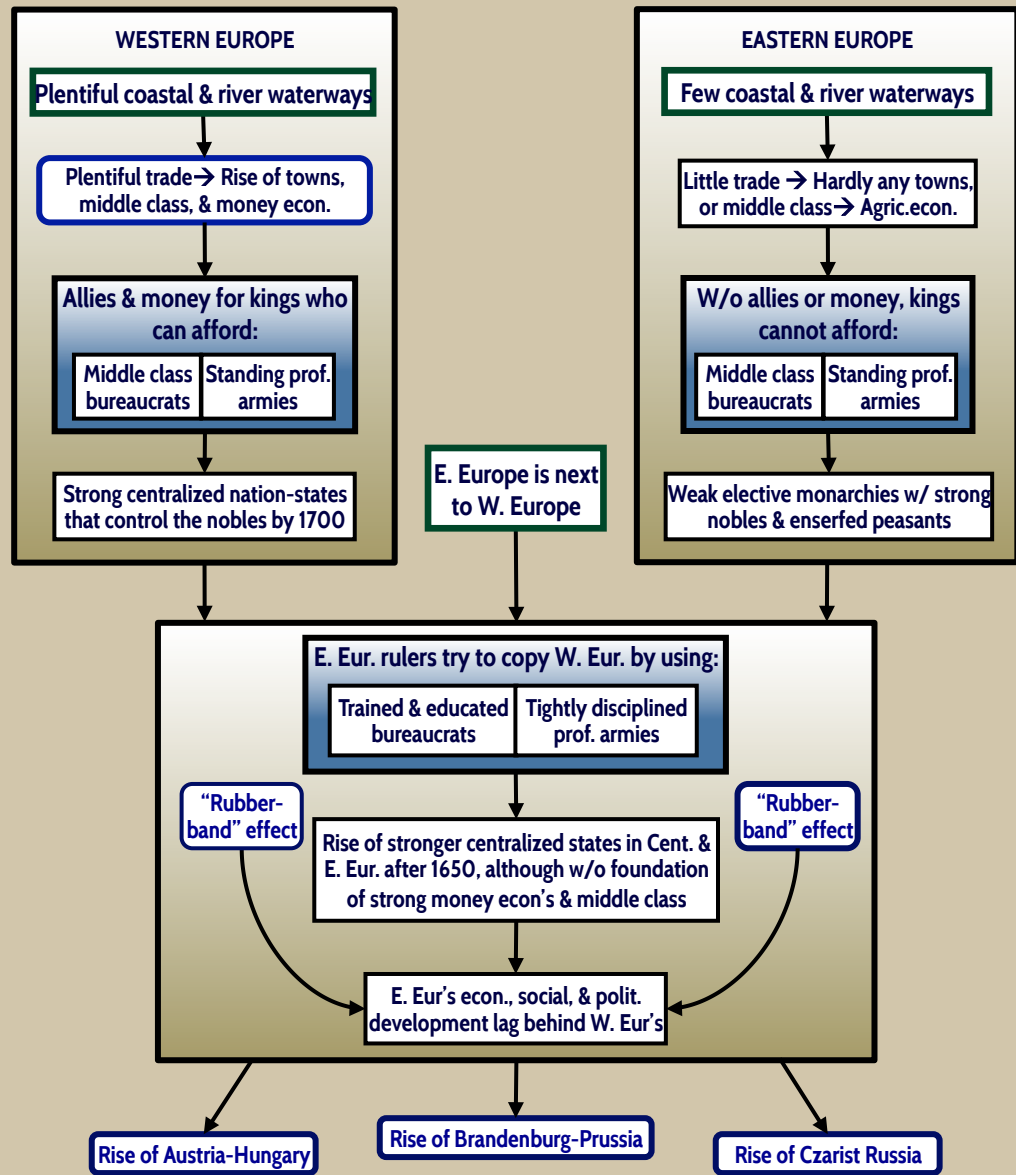 WESTERN EUROPE
Plentiful coastal & river waterways
Plentiful trade→ Rise of towns,
middle class, & money econ.
Allies & money for kings who
can afford:
Middle class
bureaucrats
Standing prof.
armies
Strong centralized nation-states
that control the nobles by 1700
EASTERN EUROPE
Few coastal & river waterways
Little trade → Hardly any towns,
or middle class→ Agric.econ.
W/o allies or money, kings
cannot afford:
Middle class
bureaucrats
Standing prof.
armies
Weak elective monarchies w/ strong
nobles & enserfed peasants
E. Europe is next
to W. Europe
E. Eur. rulers try to copy W. Eur. by using:
Trained & educated
bureaucrats
Tightly disciplined
prof. armies
“Rubber-
band” effect
“Rubber-
band” effect
Rise of stronger centralized states in Cent. &
E. Eur. after 1650, although w/o foundation
of strong money econ's & middle class
E. Eur's econ., social, & polit.
development lag behind W. Eur's
Rise of Austria-Hungary
Rise of Brandenburg-Prussia
Rise of Czarist Russia